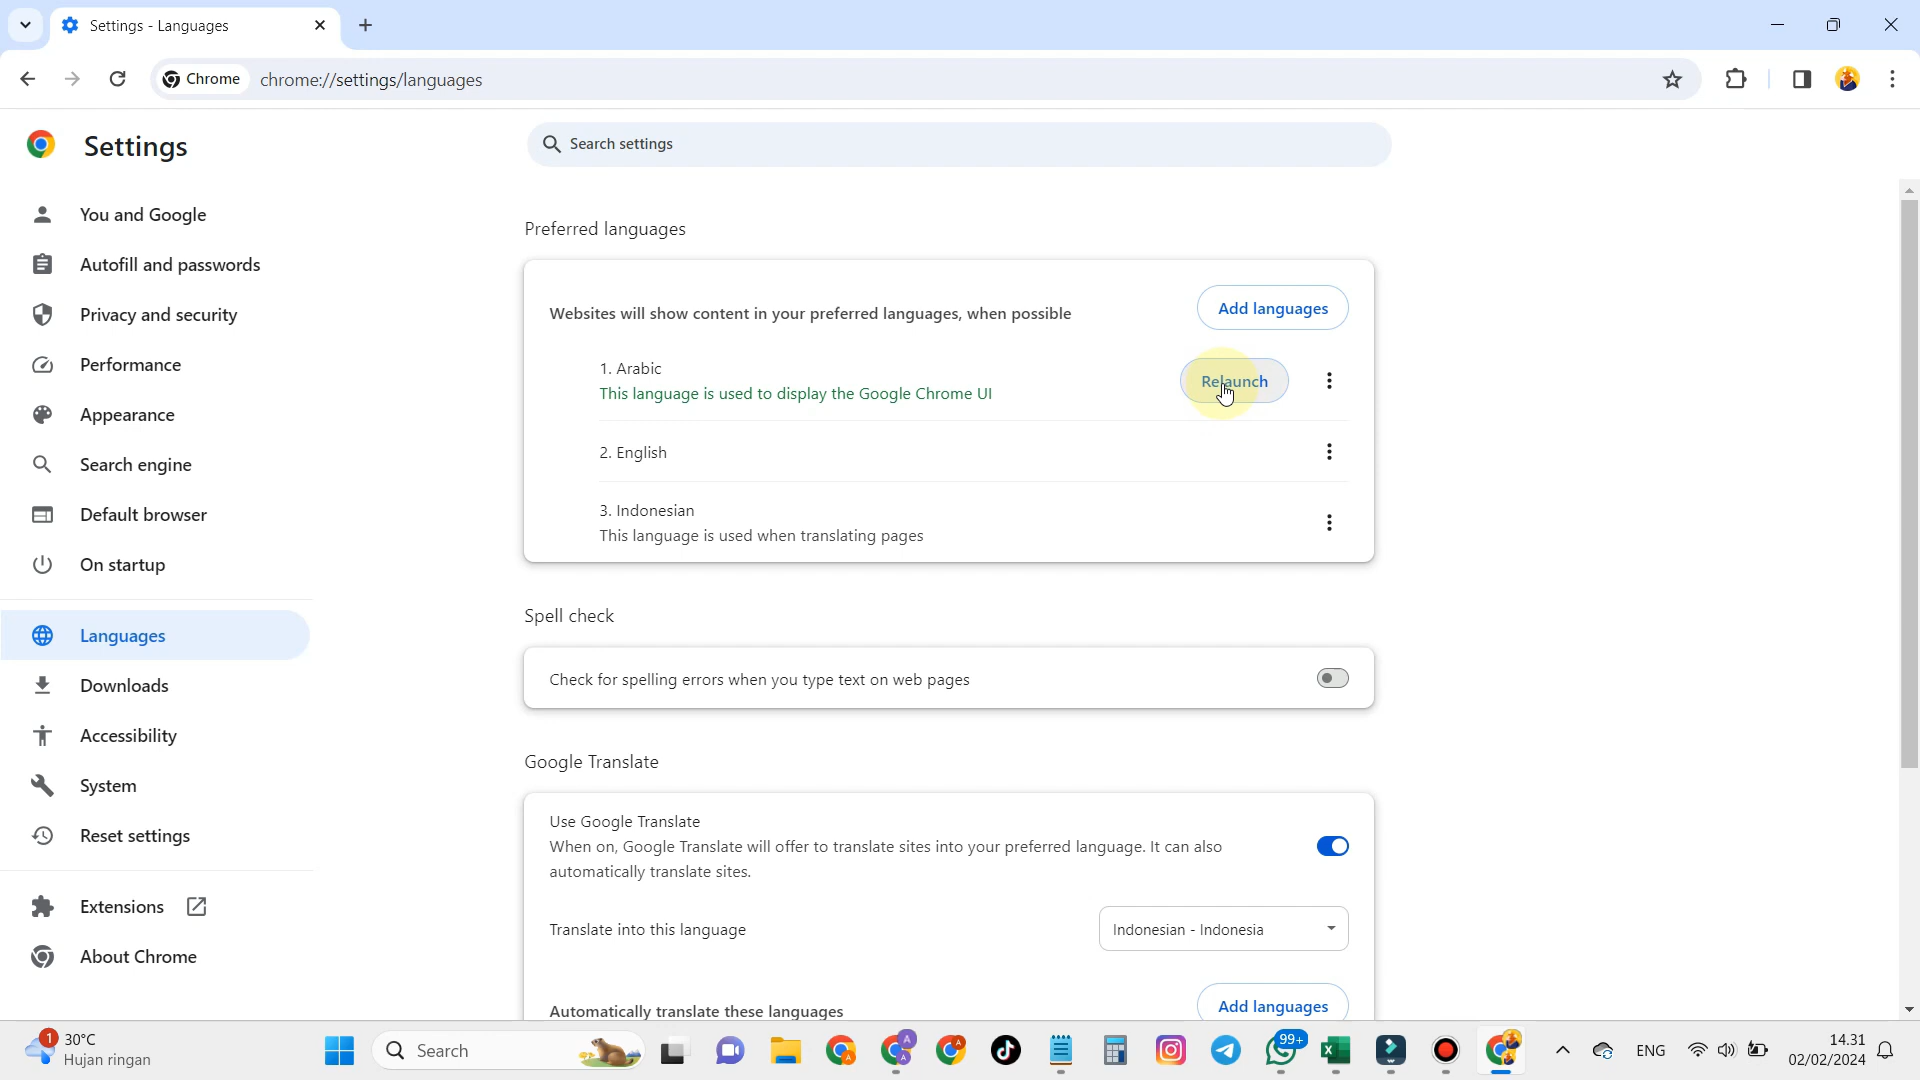 Settings - Languages
Chrome
chrome://settings/languages
Settings
Search settings
You and Google
Autofill and passwords
Privacy and security
Performance
Appearance
Search engine
Default browser
On startup
Languages
Downloads
Accessibility
System
Reset settings
Extensions
About Chrome
Preferred languages
Websites will show content in your preferred languages, when possible
Add languages
1. Arabic
This language is used to display the Google Chrome UI
Relaunch
2. English
3. Indonesian
This language is used when translating pages
Spell check
Check for spelling errors when you type text on web pages
Google Translate
Use Google Translate
When on, Google Translate will offer to translate sites into your preferred language. It can also
automatically translate sites.
Translate into this language
Indonesian - Indonesia
Automatically translate these languages
Add languages
1
30°C
Hujan ringan
Search
A
A
99+
ENG
14.31
02/02/2024